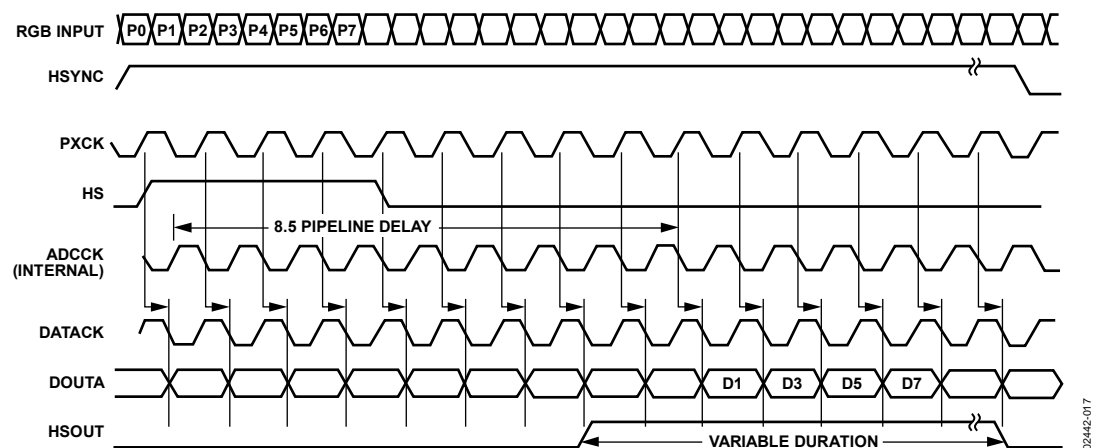 RGB INPUT P0 P1 P2 P3 P4 P5 P6 P7
HSYNC
PXCK
HS
8.5 PIPELINE DELAY
ADCCK
(INTERNAL)
DATACK
DOUTA D1 D3 D5 D7
HSOUT VARIABLE DURATION
02442-017